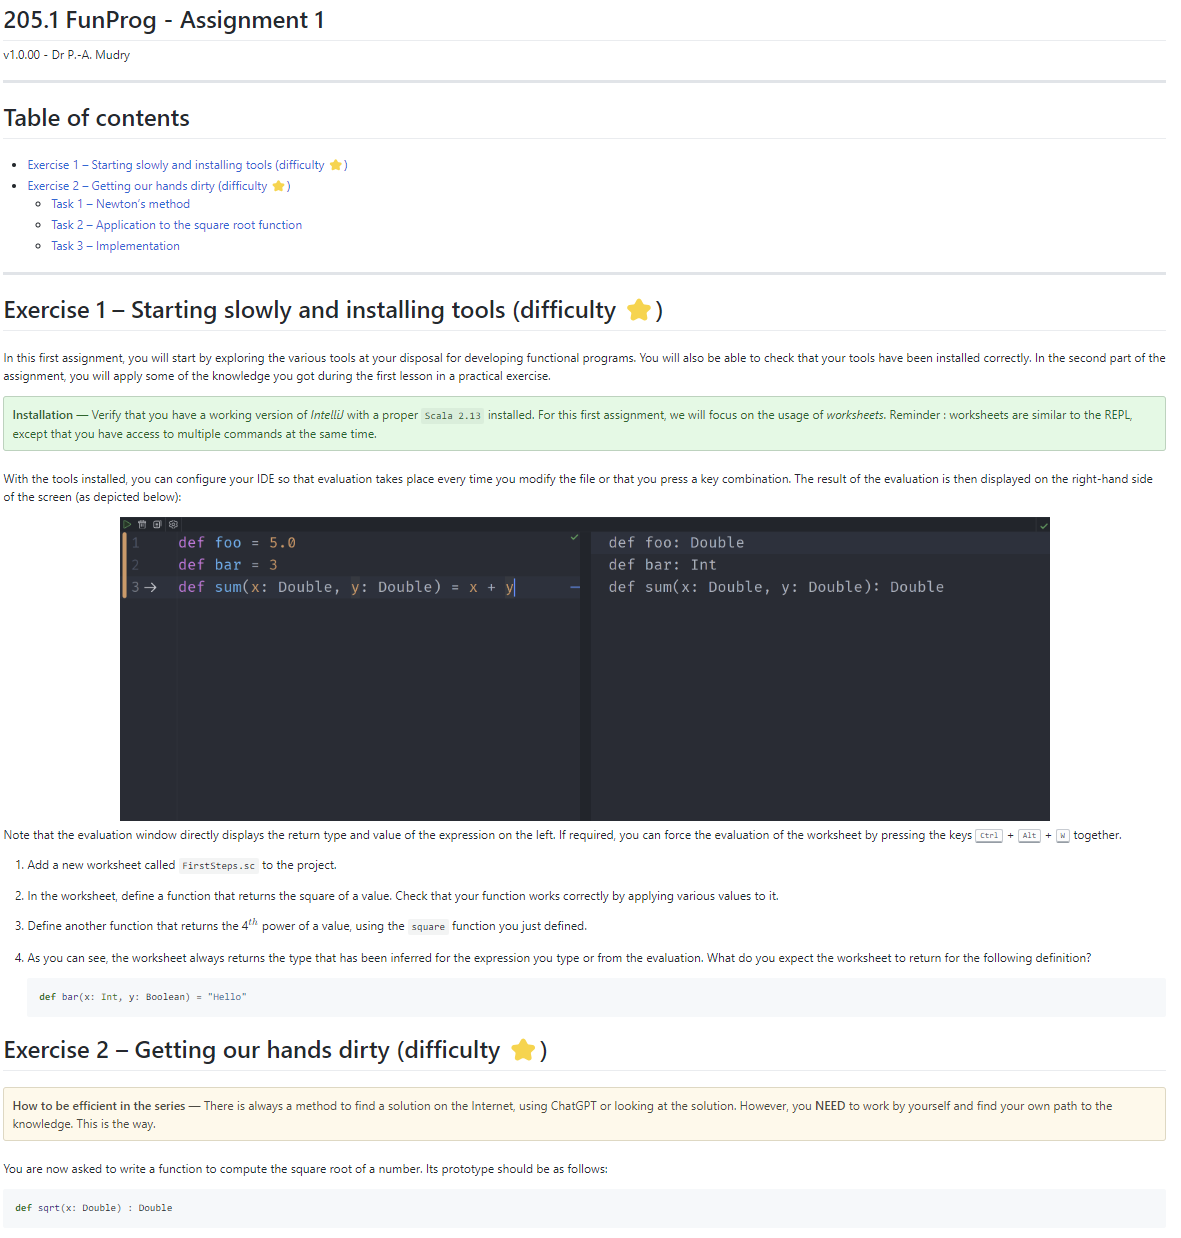 205.1 FunProg - Assignment 1
v1.0.00 - Dr P.-A. Mudry
Table of contents
• Exercise 1 – Starting slowly and installing tools (difficulty ⭐)
• Exercise 2 – Getting our hands dirty (difficulty ⭐)
◦ Task 1 – Newton's method
◦ Task 2 – Application to the square root function
◦ Task 3 – Implementation
Exercise 1 – Starting slowly and installing tools (difficulty ⭐)
In this first assignment, you will start by exploring the various tools at your disposal for developing functional programs. You will also be able to check that your tools have been installed correctly. In the second part of the
assignment, you will apply some of the knowledge you got during the first lesson in a practical exercise.
Installation — Verify that you have a working version of IntelliJ with a proper Scala 2.13 installed. For this first assignment, we will focus on the usage of worksheets. Reminder : worksheets are similar to the REPL,
except that you have access to multiple commands at the same time.
With the tools installed, you can configure your IDE so that evaluation takes place every time you modify the file or that you press a key combination. The result of the evaluation is then displayed on the right-hand side
of the screen (as depicted below):
1 def foo = 5.0 def foo: Double
2 def bar = 3 def bar: Int
3 → def sum(x: Double, y: Double) = x + y def sum(x: Double, y: Double): Double
Note that the evaluation window directly displays the return type and value of the expression on the left. If required, you can force the evaluation of the worksheet by pressing the keys Ctrl + Alt + W together.
1. Add a new worksheet called FirstSteps.sc to the project.
2. In the worksheet, define a function that returns the square of a value. Check that your function works correctly by applying various values to it.
3. Define another function that returns the 4th power of a value, using the square function you just defined.
4. As you can see, the worksheet always returns the type that has been inferred for the expression you type or from the evaluation. What do you expect the worksheet to return for the following definition?
def bar(x: Int, y: Boolean) = "Hello"
Exercise 2 – Getting our hands dirty (difficulty ⭐)
How to be efficient in the series — There is always a method to find a solution on the Internet, using ChatGPT or looking at the solution. However, you NEED to work by yourself and find your own path to the
knowledge. This is the way.
You are now asked to write a function to compute the square root of a number. Its prototype should be as follows:
def sqrt(x: Double) : Double